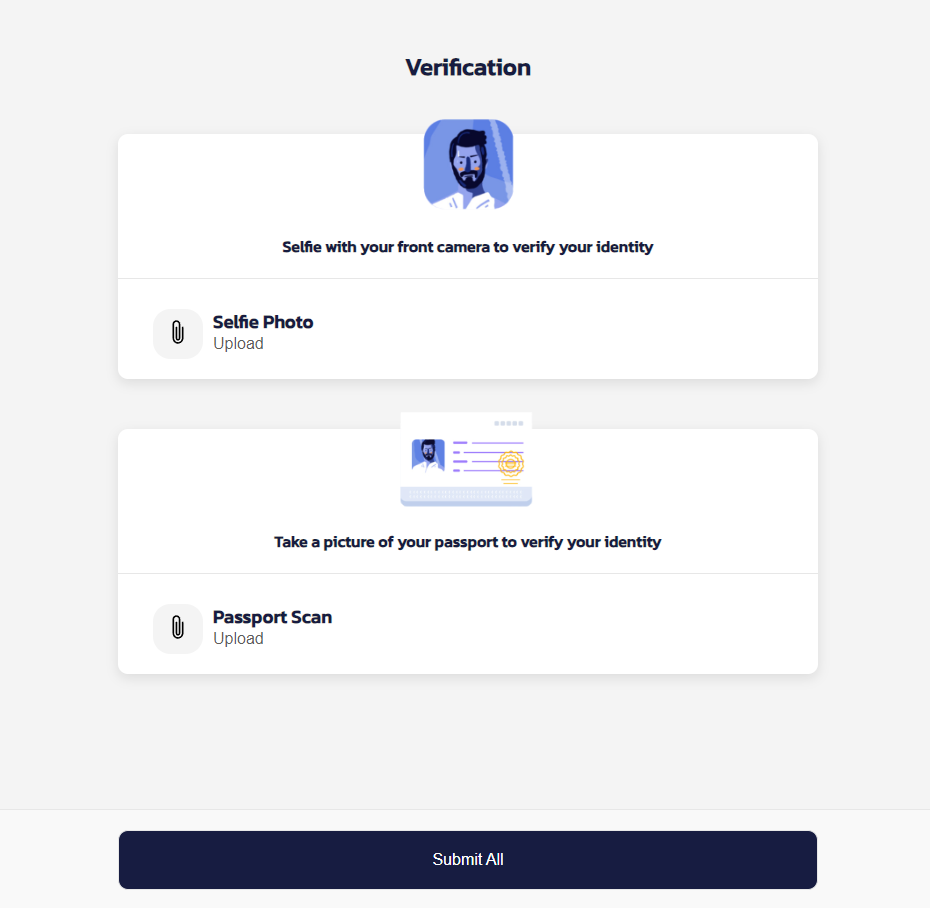 Verification
Selfie with your front camera to verify your identity
Selfie Photo
Upload
Take a picture of your passport to verify your identity
Passport Scan
Upload
Submit All